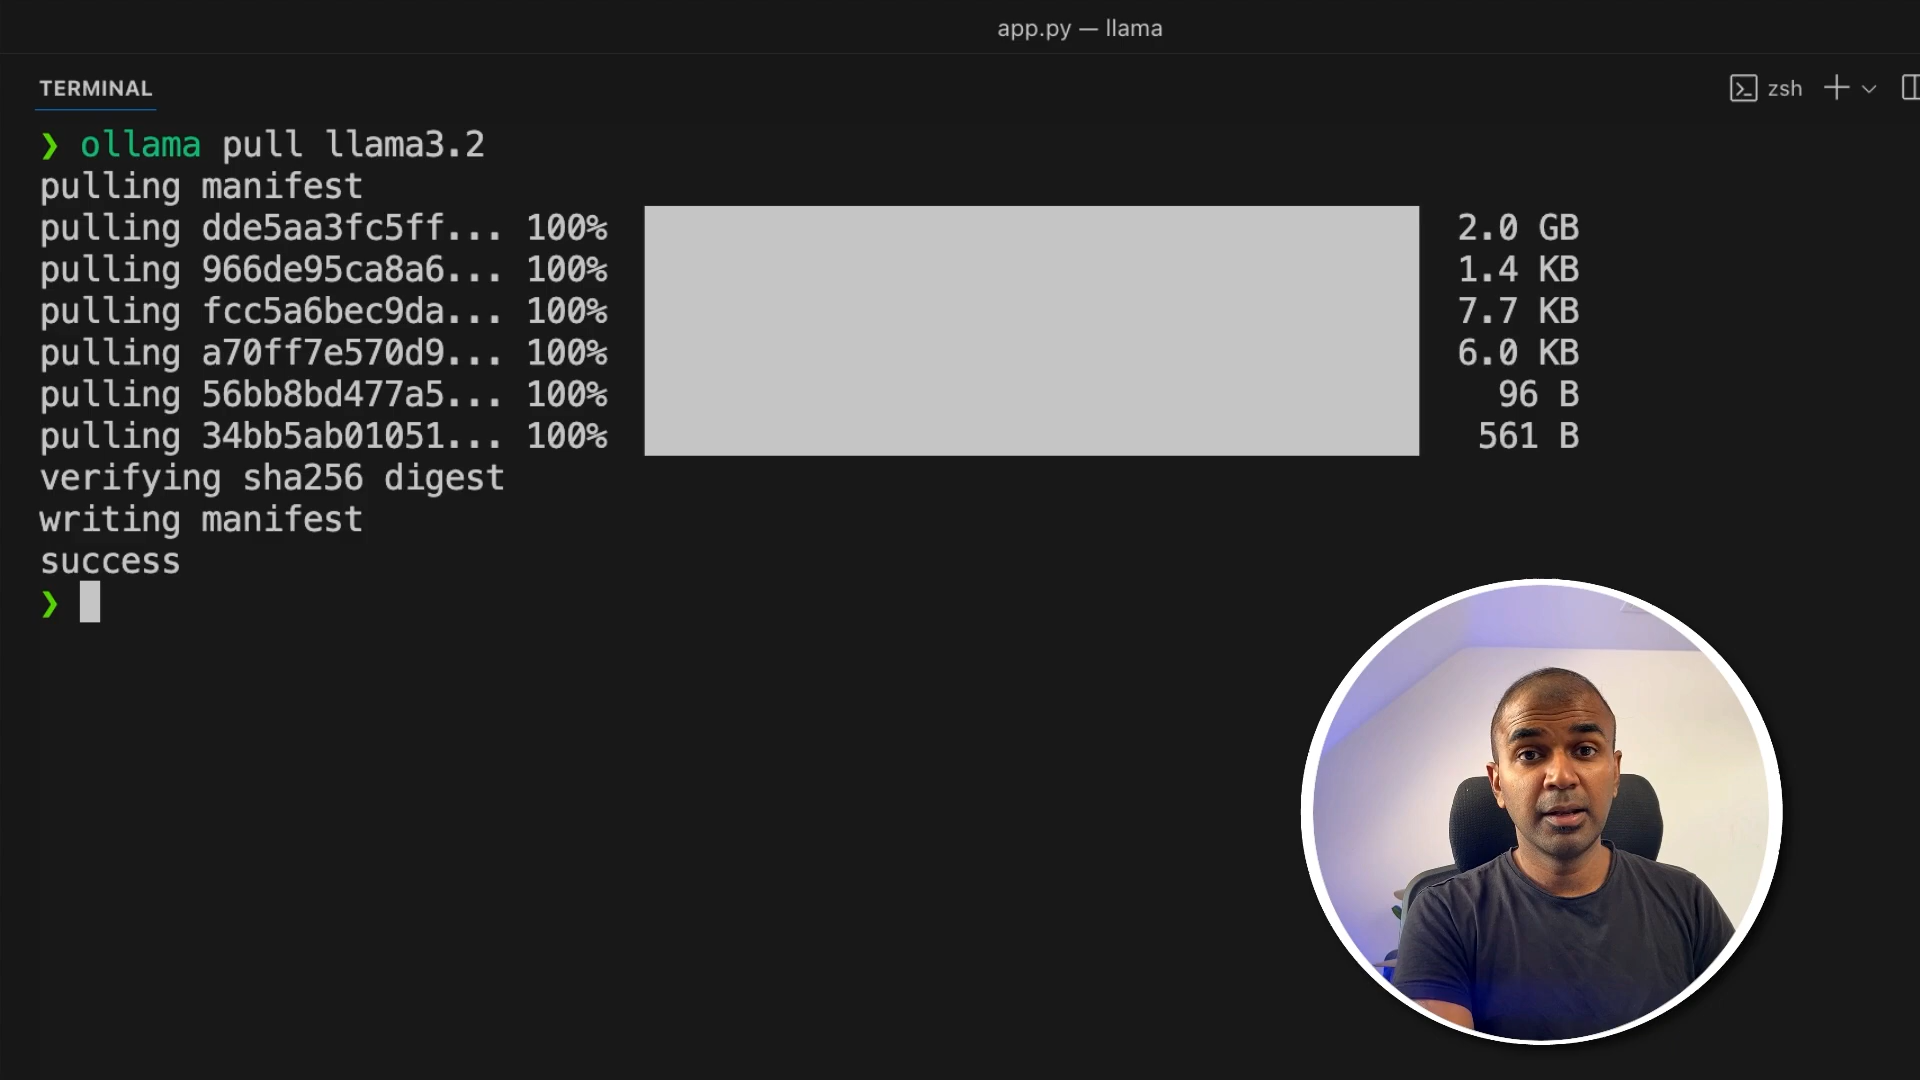 app.py — llama
TERMINAL
zsh
❯ ollama pull llama3.2
pulling manifest
pulling dde5aa3fc5ff... 100% 2.0 GB
pulling 966de95ca8a6... 100% 1.4 KB
pulling fcc5a6bec9da... 100% 7.7 KB
pulling a70ff7e570d9... 100% 6.0 KB
pulling 56bb8bd477a5... 100% 96 B
pulling 34bb5ab01051... 100% 561 B
verifying sha256 digest
writing manifest
success
❯